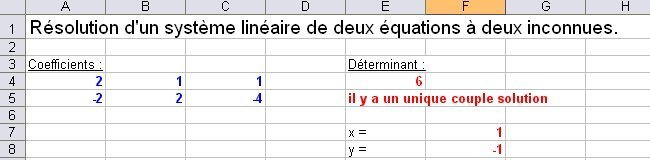 A B C D E F G H
1 Résolution d'un système linéaire de deux équations à deux inconnues.
2
3 Coefficients : Déterminant :
4 2 1 1 6
5 -2 2 -4 il y a un unique couple solution
6
7 x = 1
8 y = -1